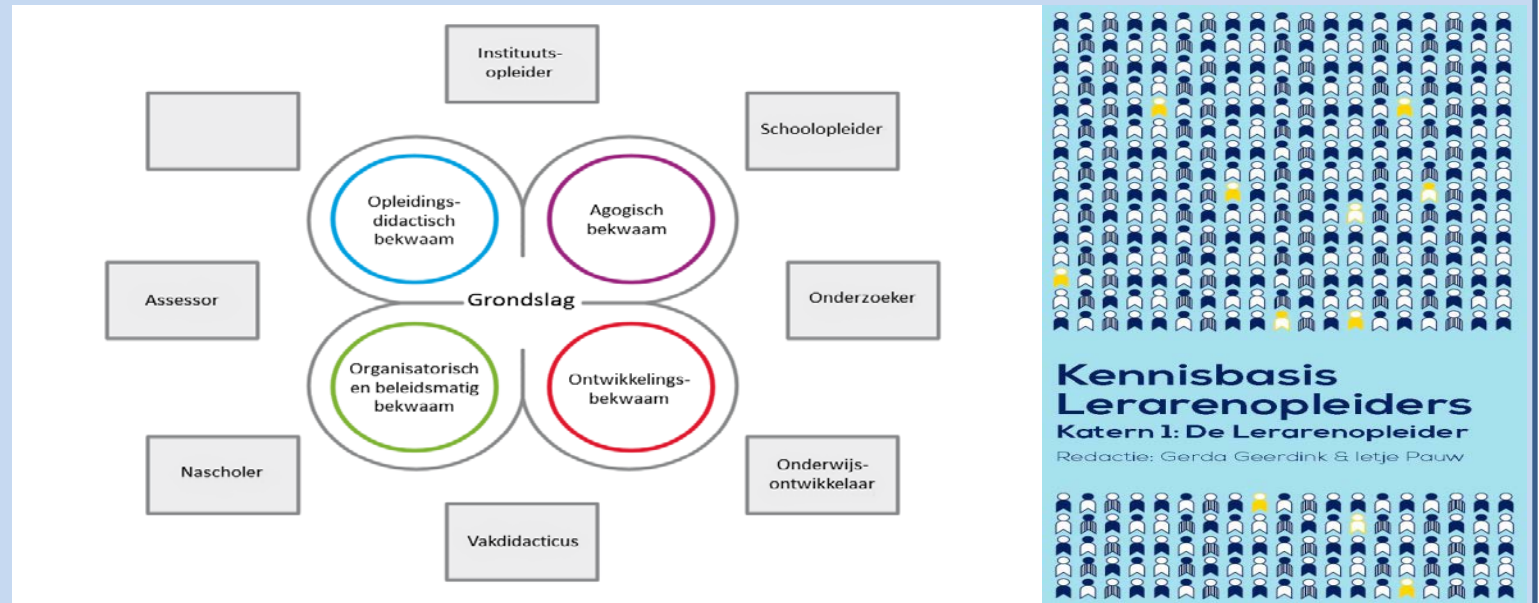 Instituuts-
opleider
Schoolopleider
Opleidings-
didactisch
bekwaam
Agogisch
bekwaam
Assessor
Grondslag
Onderzoeker
Organisatorisch
en beleidsmatig
bekwaam
Ontwikkelings-
bekwaam
Nascholer
Onderwijs-
ontwikkelaar
Vakdidacticus
Kennisbasis
Lerarenopleiders
Katern 1: De Lerarenopleider
Redactie: Gerda Geerdink & Ietje Pauw